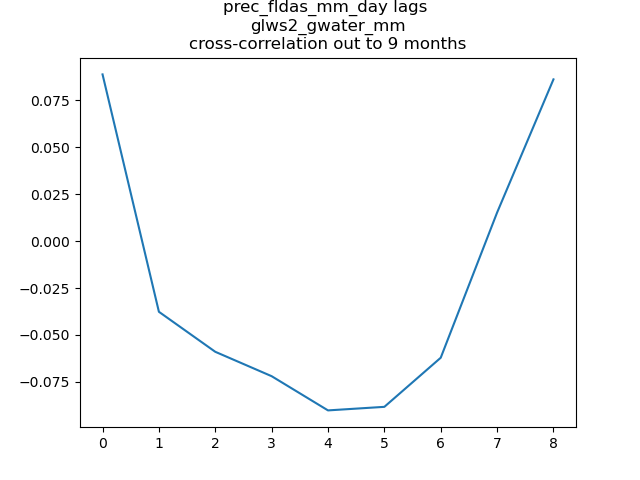 prec_fldas_mm_day lags
glws2_gwater_mm
cross-correlation out to 9 months
0.075
0.050
0.025
0.000
−0.025
−0.050
−0.075
0 1 2 3 4 5 6 7 8